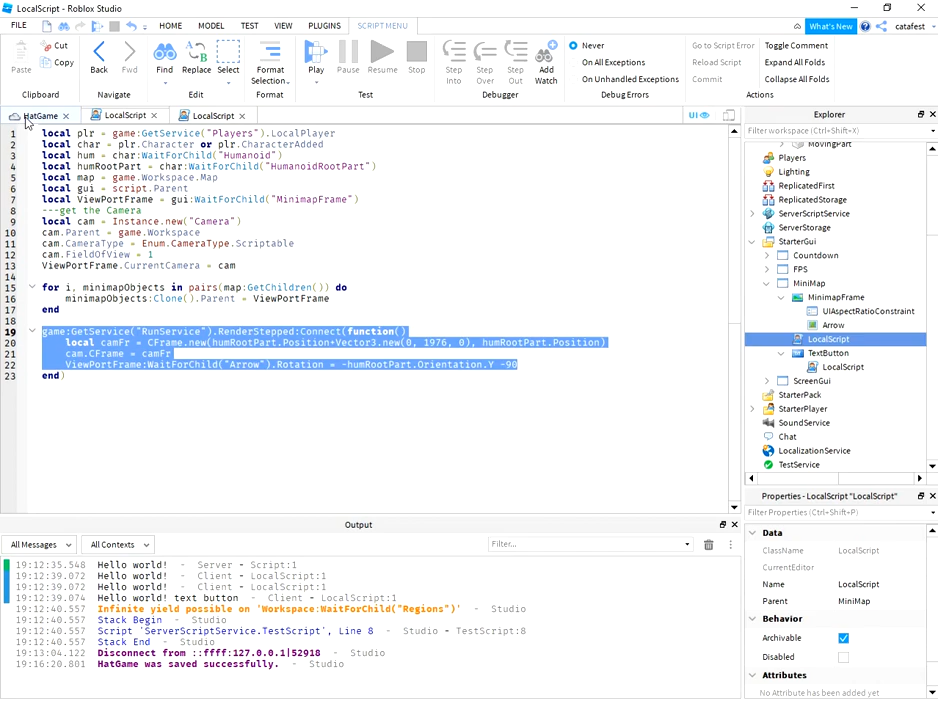 LocalScript - Roblox Studio
FILE HOME MODEL TEST VIEW PLUGINS SCRIPT MENU What's New catafest
Paste Cut Copy Back Fwd Find Replace Select Format Selection Play Pause Resume Stop Step Into Step Over Step Out Add Watch
Never
On All Exceptions
On Unhandled Exceptions
Go to Script Error
Reload Script
Commit
Toggle Comment
Expand All Folds
Collapse All Folds
Clipboard Navigate Edit Format Test Debugger Debug Errors Actions
HatGame LocalScript LocalScript UI
1 local plr = game:GetService("Players").LocalPlayer
2 local char = plr.Character or plr.CharacterAdded
3 local hum = char:WaitForChild("Humanoid")
4 local humRootPart = char:WaitForChild("HumanoidRootPart")
5 local map = game.Workspace.Map
6 local gui = script.Parent
7 local ViewPortFrame = gui:WaitForChild("MinimapFrame")
8 ---get the Camera
9 local cam = Instance.new("Camera")
10 cam.Parent = game.Workspace
11 cam.CameraType = Enum.CameraType.Scriptable
12 cam.FieldOfView = 1
13 ViewPortFrame.CurrentCamera = cam
14
15 for i, minimapObjects in pairs(map:GetChildren()) do
16 minimapObjects:Clone().Parent = ViewPortFrame
17 end
18
19 game:GetService("RunService").RenderStepped:Connect(function()
20 local camFr = CFrame.new(humRootPart.Position+Vector3.new(0, 1976, 0), humRootPart.Position)
21 cam.CFrame = camFr
22 ViewPortFrame:WaitForChild("Arrow").Rotation = -humRootPart.Orientation.Y -90
23 end)
Explorer
Filter workspace (Ctrl+Shift+X)
MovingPart
Players
Lighting
ReplicatedFirst
ReplicatedStorage
ServerScriptService
ServerStorage
StarterGui
Countdown
FPS
MiniMap
MinimapFrame
UIAspectRatioConstraint
Arrow
LocalScript
TextButton
LocalScript
ScreenGui
StarterPack
StarterPlayer
SoundService
Chat
LocalizationService
TestService
Properties - LocalScript "LocalScript"
Filter Properties (Ctrl+Shift+P)
Data
ClassName LocalScript
CurrentEditor
Name LocalScript
Parent MiniMap
Behavior
Archivable
Disabled
Attributes
No Attribute has been added yet
Output
All Messages All Contexts Filter...
19:12:35.548 Hello world! - Server - Script:1
19:12:39.072 Hello world! - Client - LocalScript:1
19:12:39.072 Hello world! - Client - LocalScript:1
19:12:39.074 Hello world! text button - Client - LocalScript:1
19:12:40.557 Infinite yield possible on 'Workspace:WaitForChild("Regions")' - Studio
19:12:40.557 Stack Begin - Studio
19:12:40.557 Script 'ServerScriptService.TestScript', Line 8 - Studio - TestScript:8
19:12:40.557 Stack End - Studio
19:13:04.122 Disconnect from ::ffff:127.0.0.1|52918 - Studio
19:16:20.801 HatGame was saved successfully. - Studio